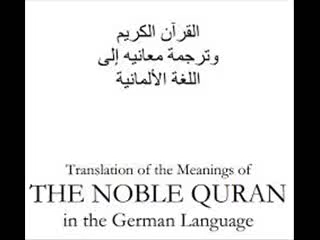 القرآن الكريم
وترجمة معانيه إلى
اللغة الألمانية
Translation of the Meanings of
THE NOBLE QURAN
in the German Language